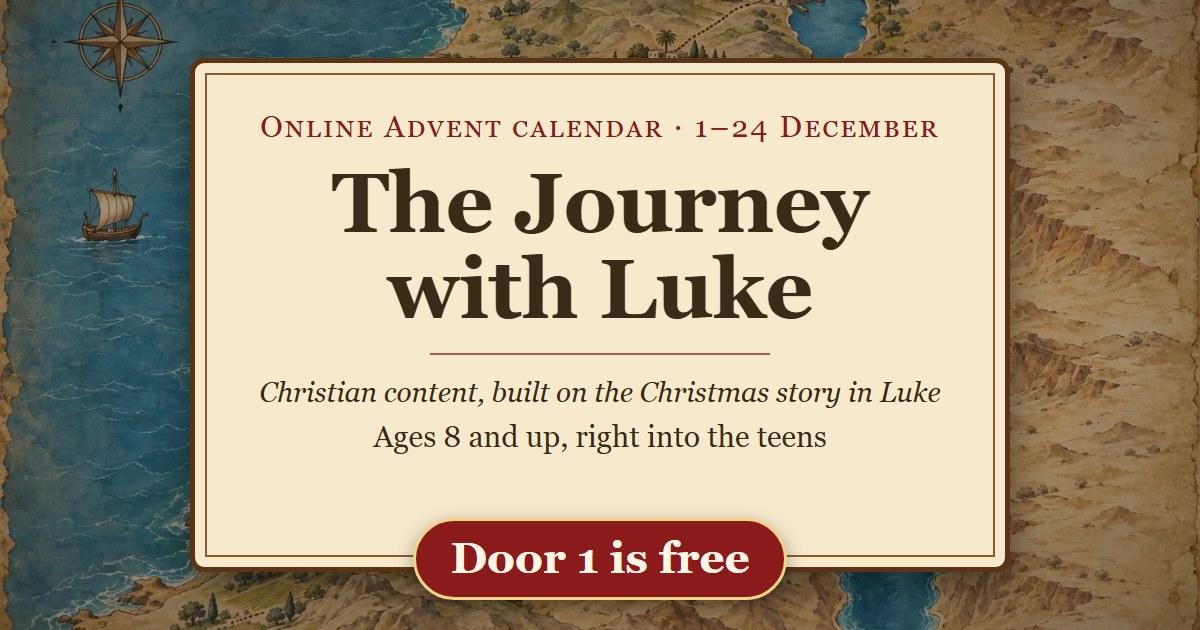 Online Advent calendar · 1–24 December
The Journey
with Luke
Christian content, built on the Christmas story in Luke
Ages 8 and up, right into the teens
Door 1 is free